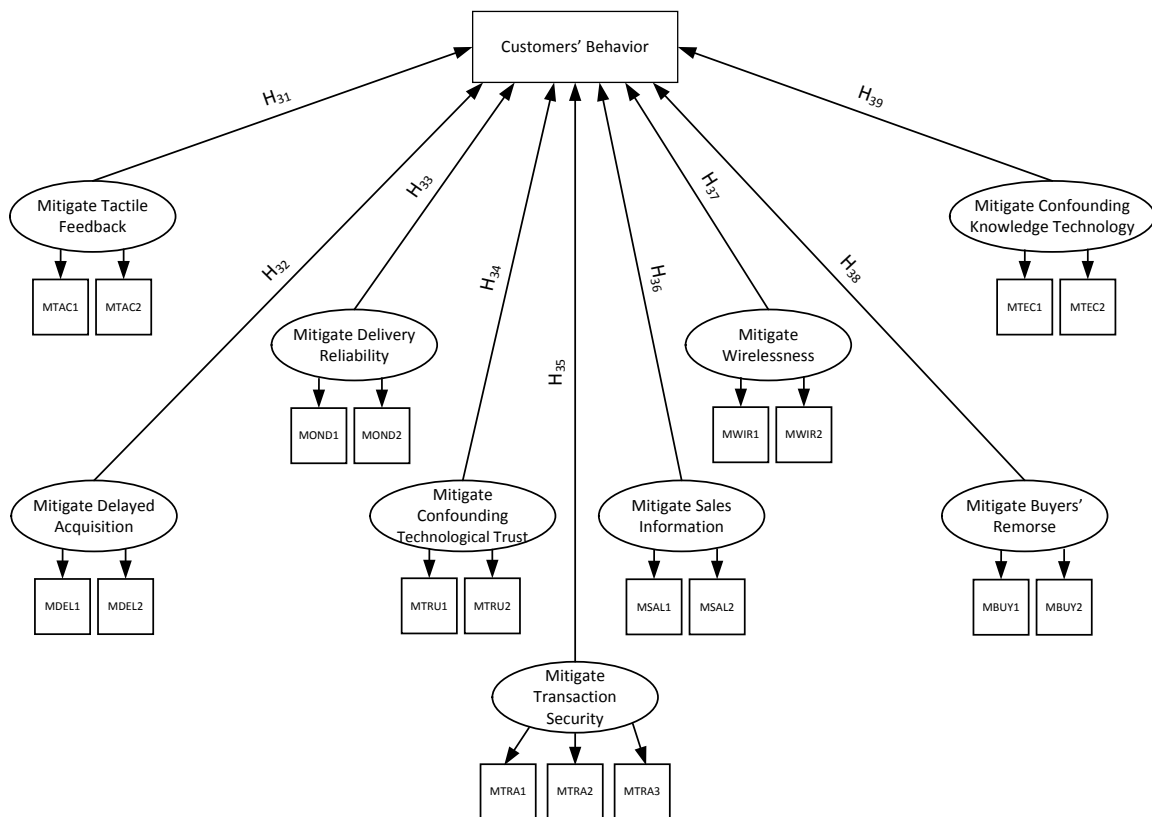 Customers’ Behavior
H31
H39
H33
H37
Mitigate Tactile
Feedback
Mitigate Confounding
Knowledge Technology
H32
H34
H36
H38
MTAC1
MTAC2
MTEC1
MTEC2
Mitigate Delivery
Reliability
Mitigate
Wirelessness
H35
MOND1
MOND2
MWIR1
MWIR2
Mitigate Delayed
Acquisition
Mitigate
Confounding
Technological Trust
Mitigate Sales
Information
Mitigate Buyers’
Remorse
MDEL1
MDEL2
MTRU1
MTRU2
MSAL1
MSAL2
MBUY1
MBUY2
Mitigate
Transaction
Security
MTRA1
MTRA2
MTRA3